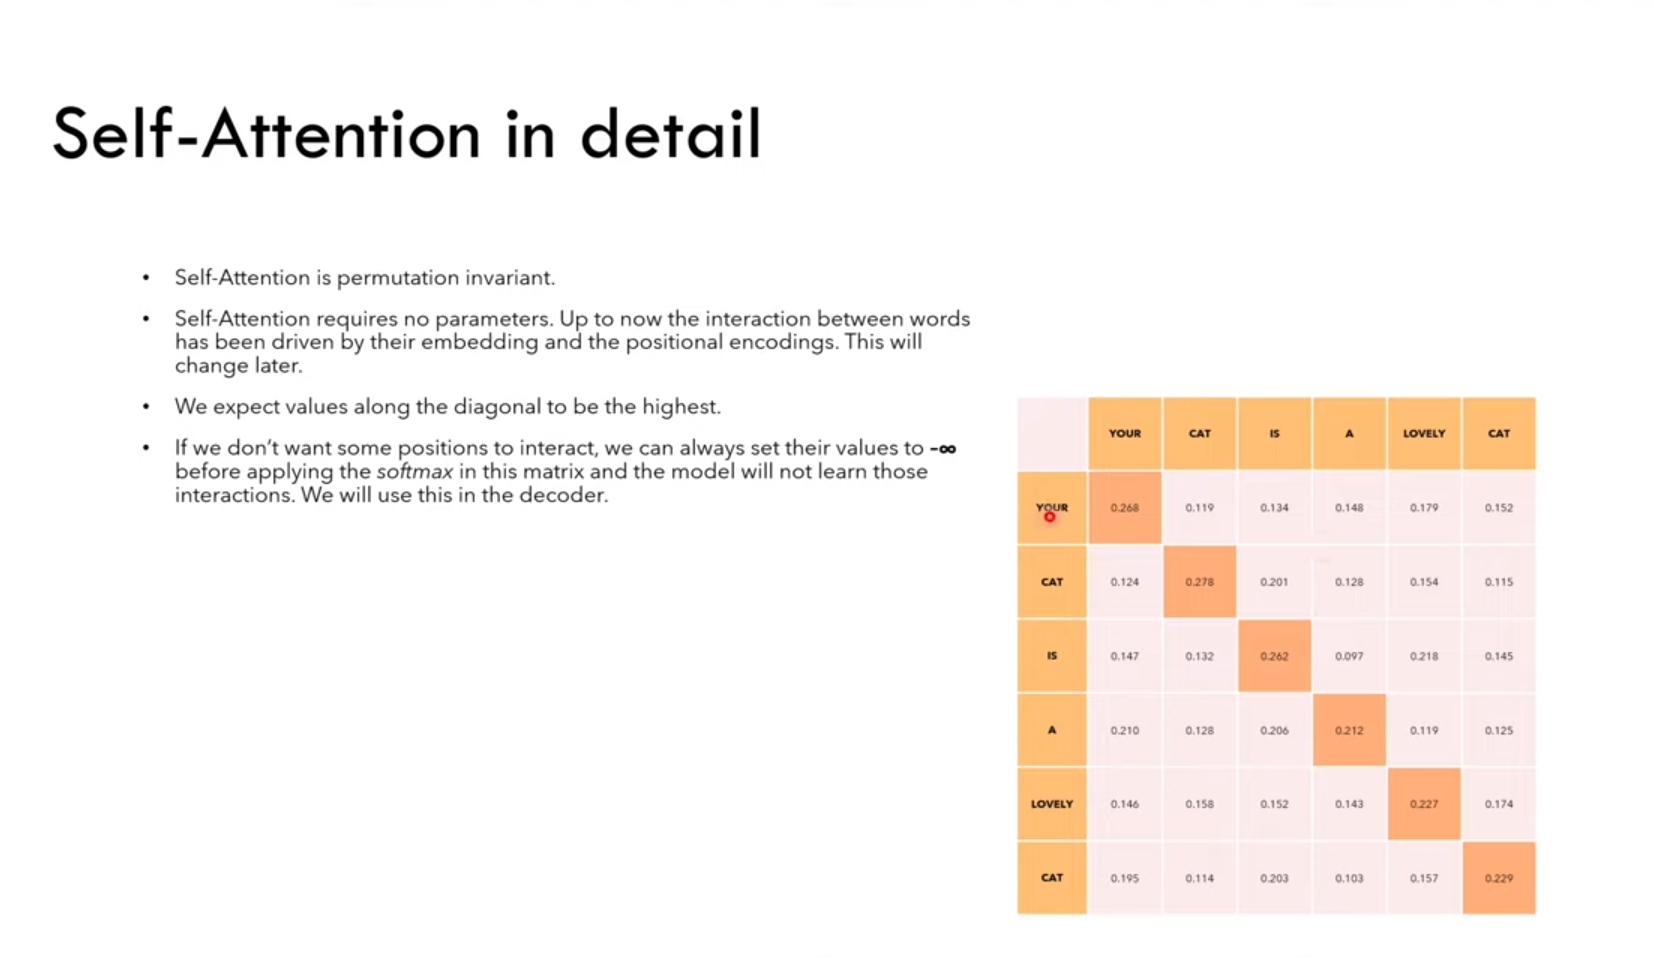 Self-Attention in detail
• Self-Attention is permutation invariant.
• Self-Attention requires no parameters. Up to now the interaction between words
has been driven by their embedding and the positional encodings. This will
change later.
• We expect values along the diagonal to be the highest.
• If we don’t want some positions to interact, we can always set their values to -∞
before applying the softmax in this matrix and the model will not learn those
interactions. We will use this in the decoder.
YOUR CAT IS A LOVELY CAT
YOUR 0.268 0.119 0.134 0.148 0.179 0.152
CAT 0.124 0.278 0.201 0.128 0.154 0.115
IS 0.147 0.132 0.262 0.097 0.218 0.145
A 0.210 0.128 0.206 0.212 0.119 0.125
LOVELY 0.146 0.158 0.152 0.143 0.227 0.174
CAT 0.195 0.114 0.203 0.103 0.157 0.229